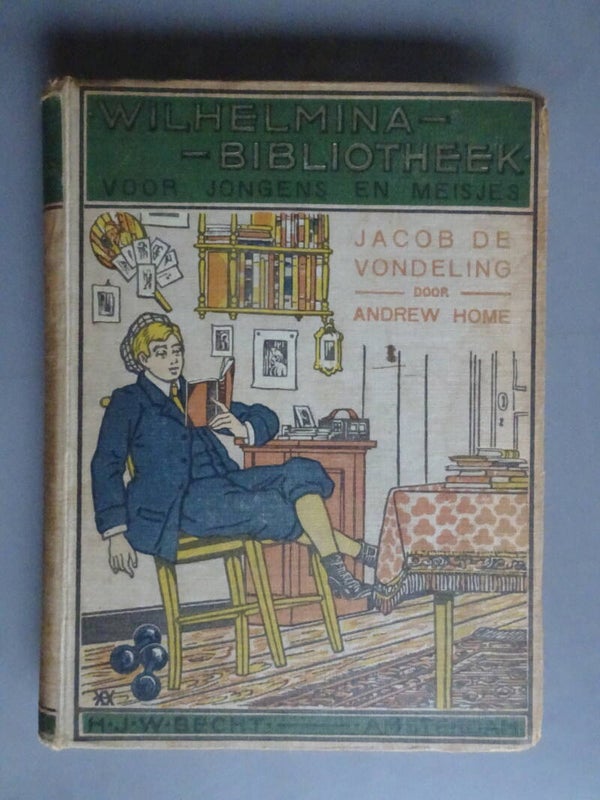 WILHELMINA-
-BIBLIOTHEEK
VOOR JONGENS EN MEISJES
JACOB DE
VONDELING
DOOR
ANDREW HOME
H.J.W. BECHT. AMSTERDAM